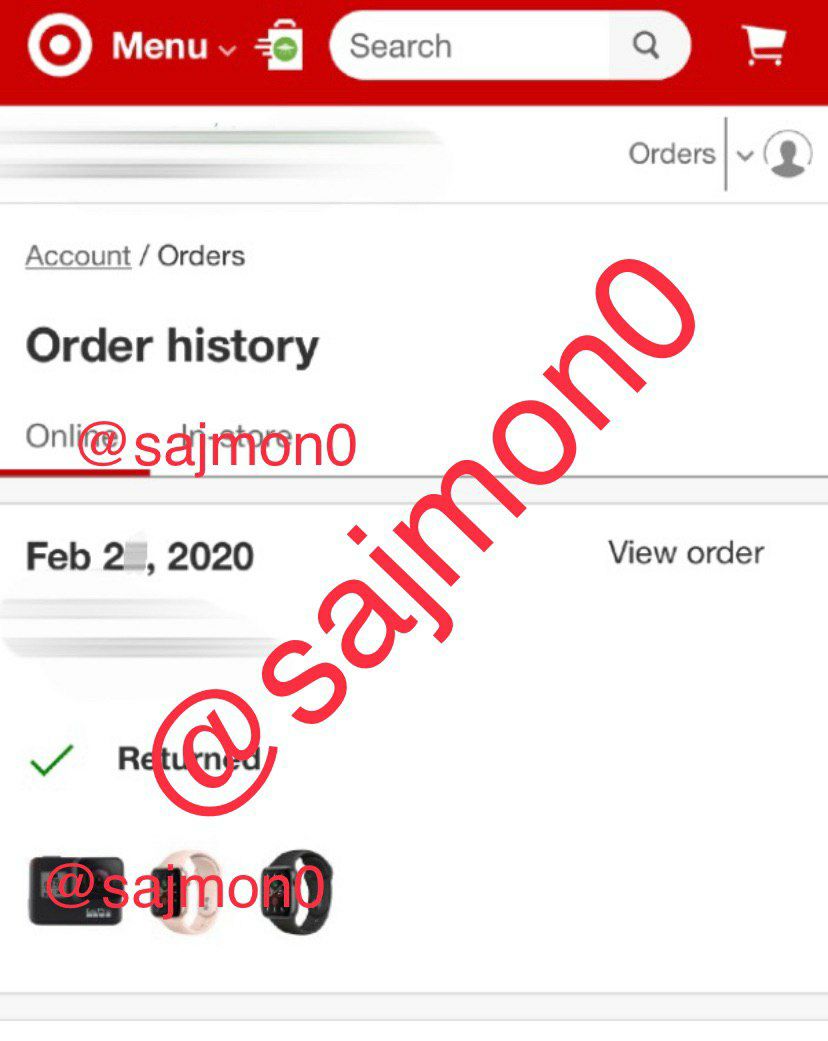 Menu
Search
Orders
Account / Orders
Order history
Online In-store
@sajmon0
@sajmon0
Feb 2, 2020
View order
Returned
@sajmon0